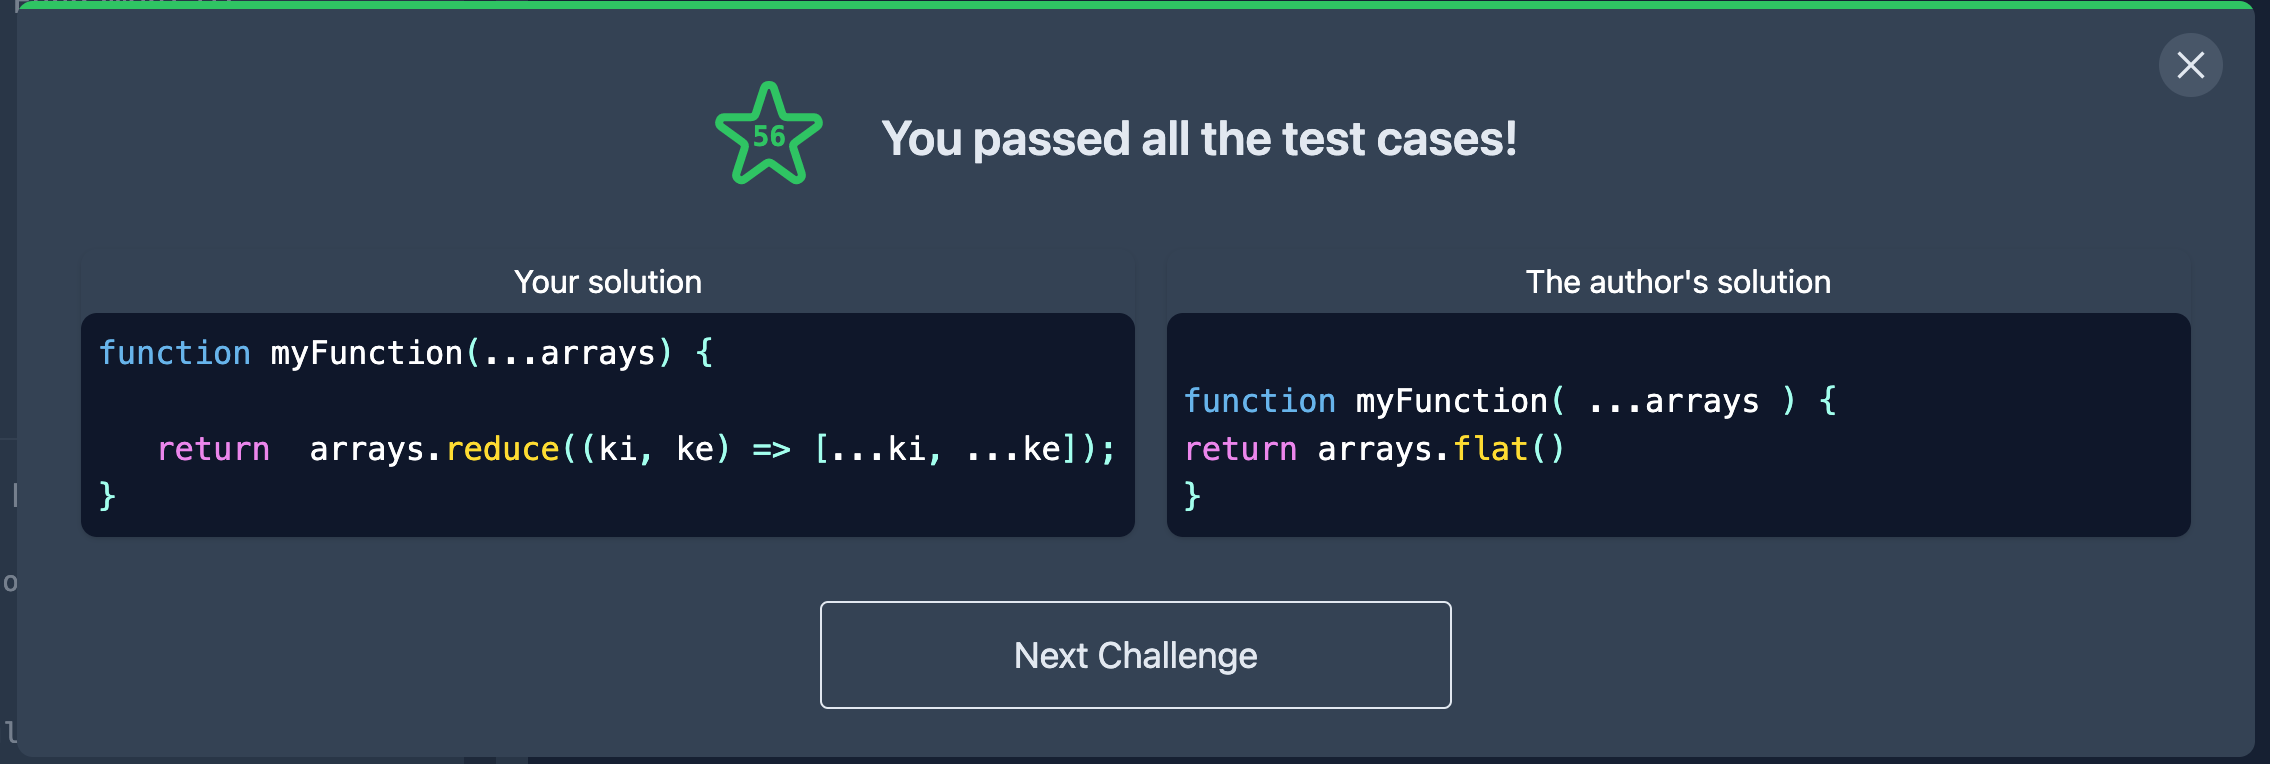 56
You passed all the test cases!
Your solution
function myFunction(...arrays) {
return  arrays.reduce((ki, ke) => [...ki, ...ke]);
}
The author's solution
function myFunction( ...arrays ) {
return arrays.flat()
}
Next Challenge